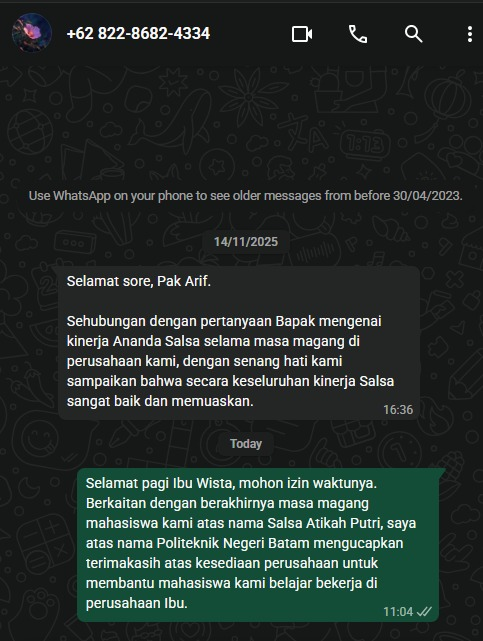 +62 822-8682-4334
Use WhatsApp on your phone to see older messages from before 30/04/2023.
14/11/2025
Selamat sore, Pak Arif.
Sehubungan dengan pertanyaan Bapak mengenai
kinerja Ananda Salsa selama masa magang di
perusahaan kami, dengan senang hati kami
sampaikan bahwa secara keseluruhan kinerja Salsa
sangat baik dan memuaskan.
16:36
Today
Selamat pagi Ibu Wista, mohon izin waktunya.
Berkaitan dengan berakhirnya masa magang
mahasiswa kami atas nama Salsa Atikah Putri, saya
atas nama Politeknik Negeri Batam mengucapkan
terimakasih atas kesediaan perusahaan untuk
membantu mahasiswa kami belajar bekerja di
perusahaan Ibu.
11:04